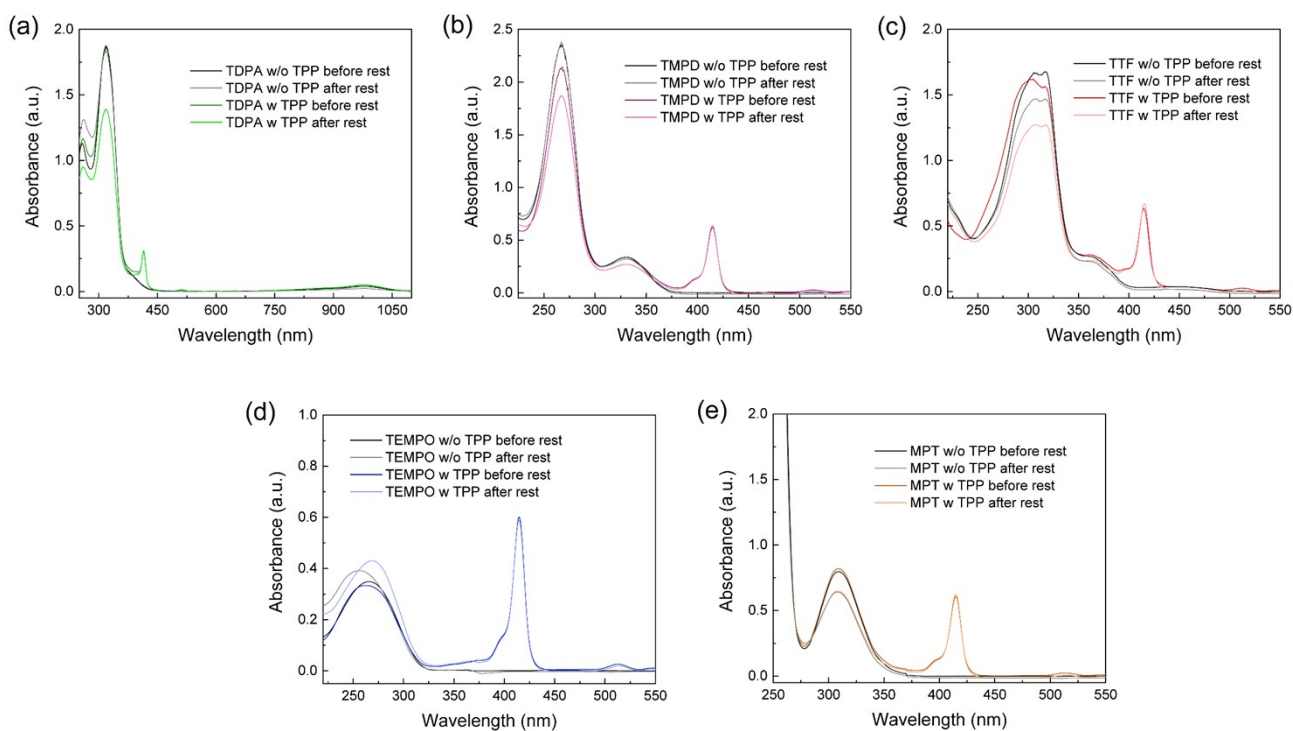 (a)
2.0
1.5
1.0
0.5
0.0
Absorbance (a.u.)
TDPA w/o TPP before rest
TDPA w/o TPP after rest
TDPA w TPP before rest
TDPA w TPP after rest
300 450 600 750 900 1050
Wavelength (nm)
(b)
2.5
2.0
1.5
1.0
0.5
0.0
Absorbance (a.u.)
TMPD w/o TPP before rest
TMPD w/o TPP after rest
TMPD w TPP before rest
TMPD w TPP after rest
250 300 350 400 450 500 550
Wavelength (nm)
(c)
2.0
1.5
1.0
0.5
0.0
Absorbance (a.u.)
TTF w/o TPP before rest
TTF w/o TPP after rest
TTF w TPP before rest
TTF w TPP after rest
250 300 350 400 450 500 550
Wavelength (nm)
(d)
1.0
0.8
0.6
0.4
0.2
0.0
Absorbance (a.u.)
TEMPO w/o TPP before rest
TEMPO w/o TPP after rest
TEMPO w TPP before rest
TEMPO w TPP after rest
250 300 350 400 450 500 550
Wavelength (nm)
(e)
2.0
1.5
1.0
0.5
0.0
Absorbance (a.u.)
MPT w/o TPP before rest
MPT w/o TPP after rest
MPT w TPP before rest
MPT w TPP after rest
250 300 350 400 450 500 550
Wavelength (nm)